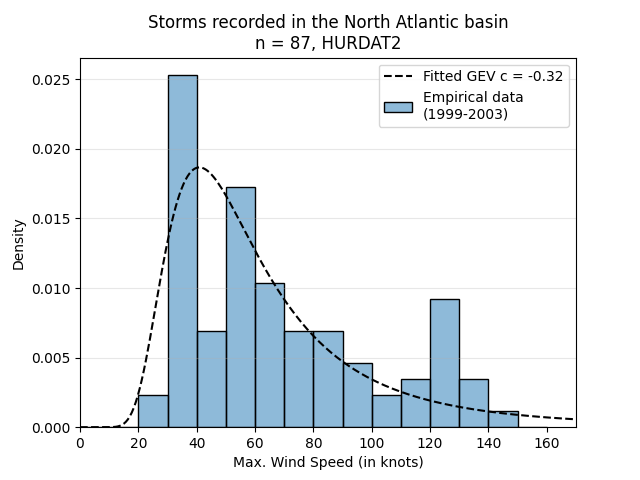 Storms recorded in the North Atlantic basin
n = 87, HURDAT2
Fitted GEV c = -0.32
Empirical data
(1999-2003)
Density
0.025
0.020
0.015
0.010
0.005
0.000
0 20 40 60 80 100 120 140 160
Max. Wind Speed (in knots)